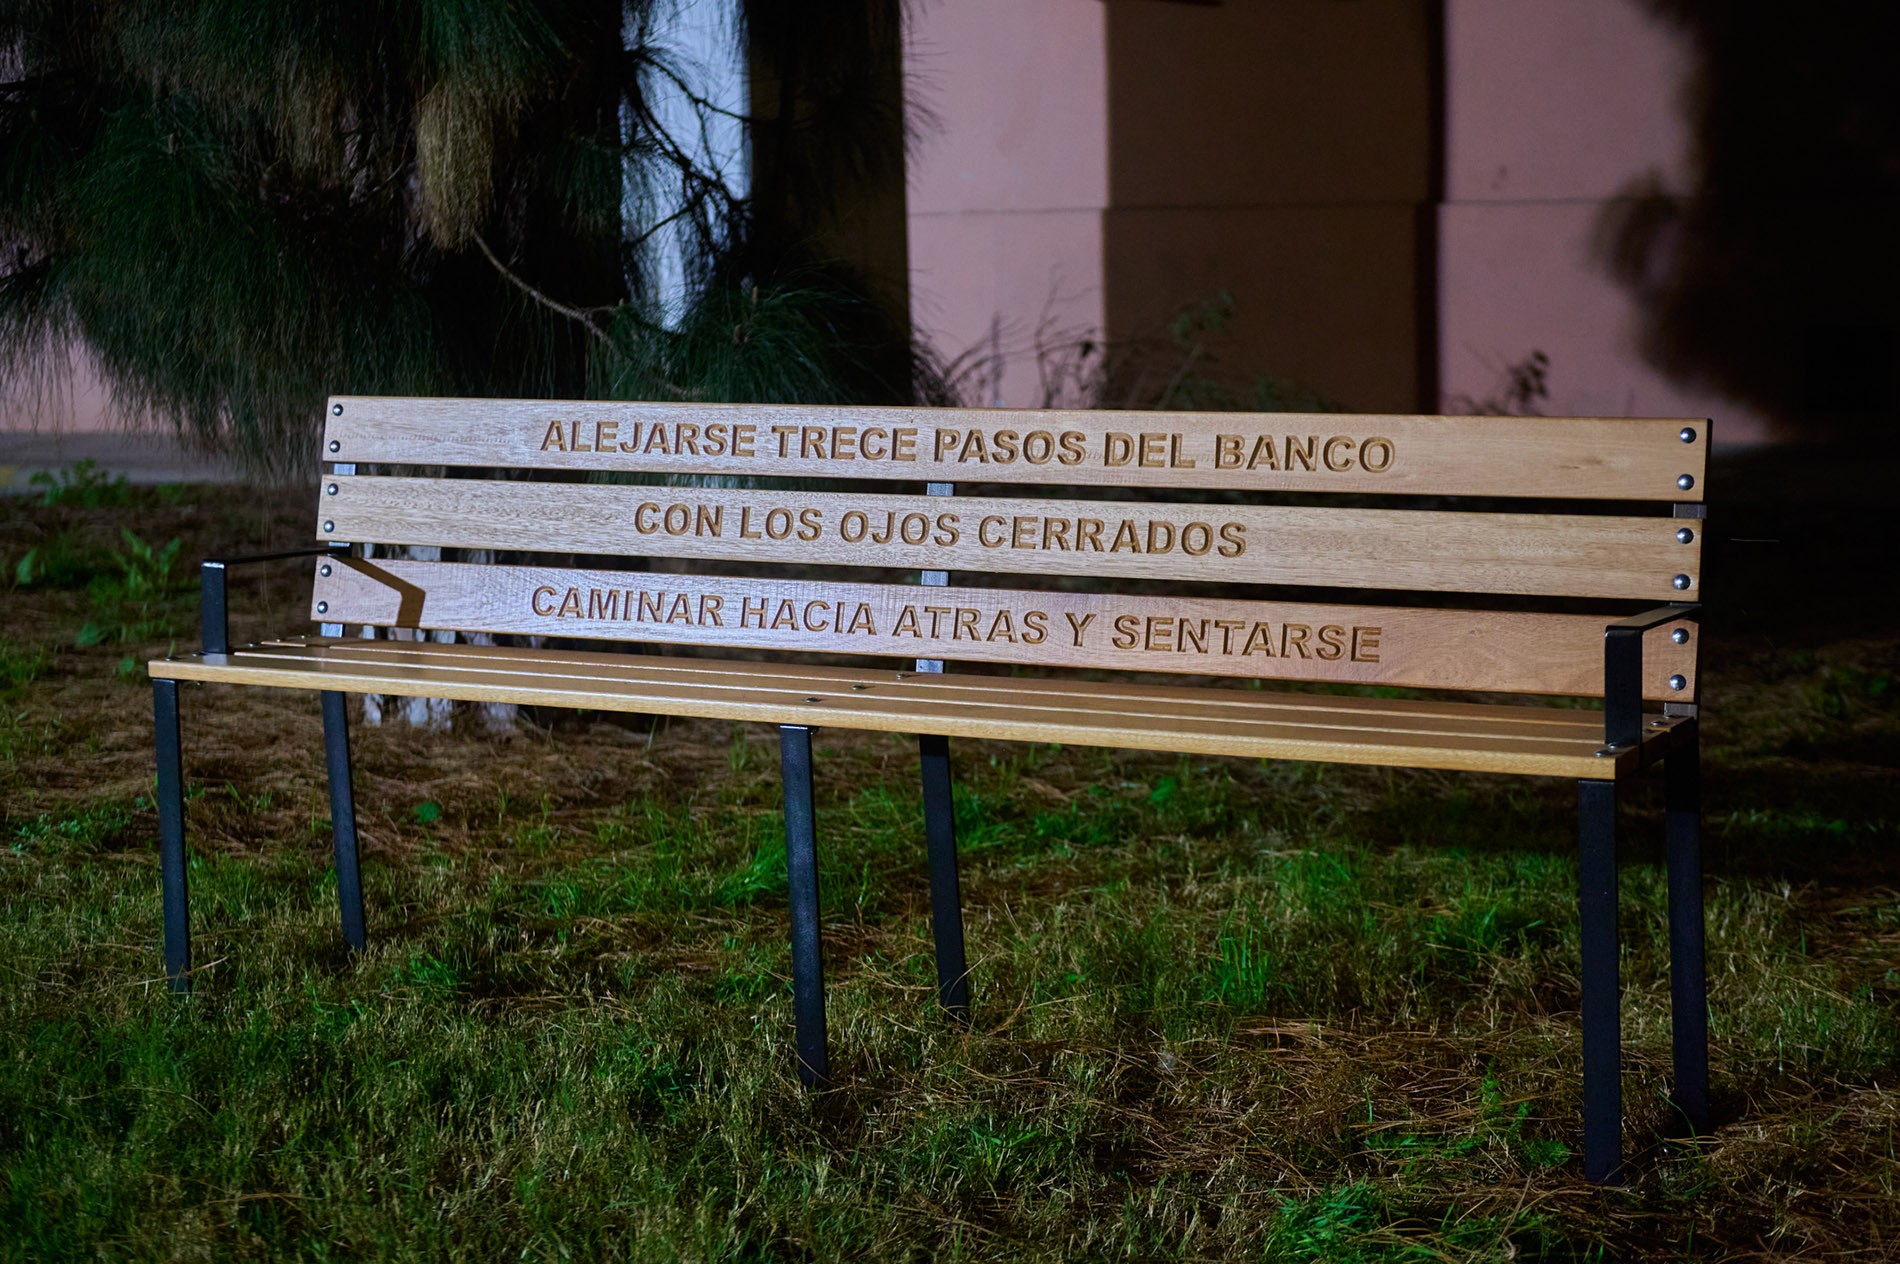 ALEJARSE TRECE PASOS DEL BANCO
CON LOS OJOS CERRADOS
CAMINAR HACIA ATRAS Y SENTARSE